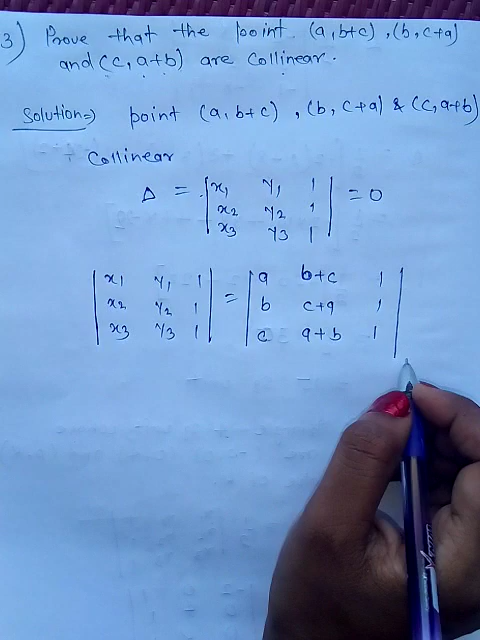 3) Prove that the point (a, b+c), (b, c+a)
and (c, a+b) are collinear.
Solution=) point (a, b+c), (b, c+a) & (c, a+b)
Collinear
Δ = | x1 y1 1 | = 0
x2 y2 1
x3 y3 1
| x1 y1 1 | = | a b+c 1 |
x2 y2 1 b c+a 1
x3 y3 1 c a+b 1